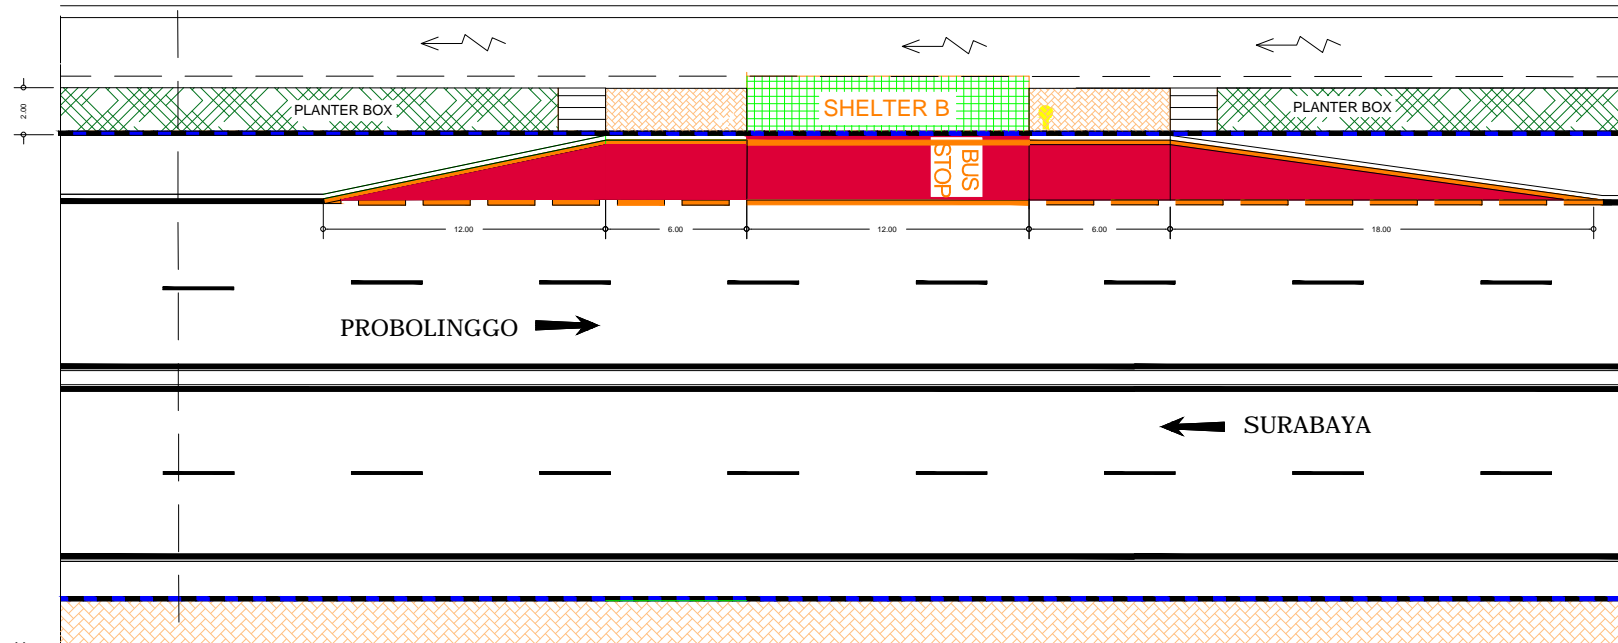 2.00
PLANTER BOX
SHELTER B
PLANTER BOX
BUS
STOP
12.00
6.00
12.00
6.00
18.00
PROBOLINGGO
SURABAYA